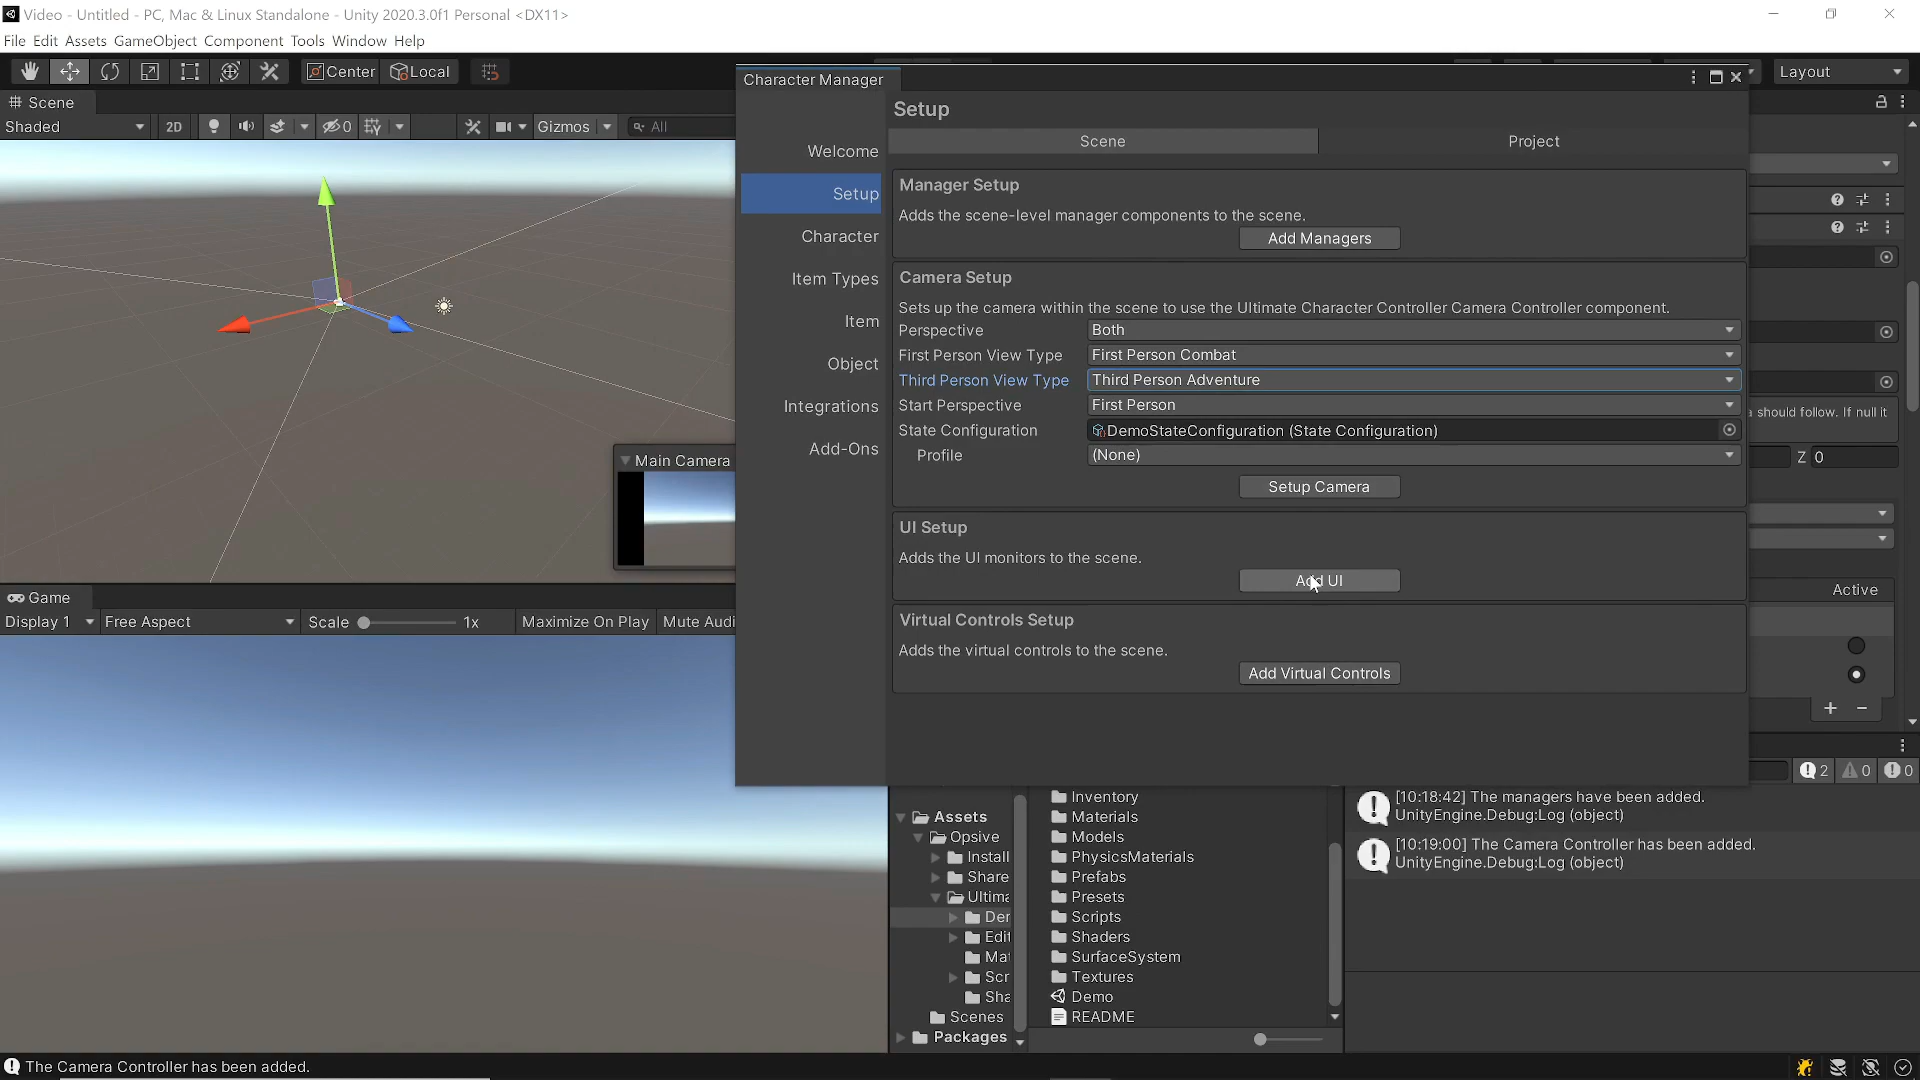 Video - Untitled - PC, Mac & Linux Standalone - Unity 2020.3.0f1 Personal <DX11>
File Edit Assets GameObject Component Tools Window Help
Center Local Layout
Character Manager
Scene
Shaded 2D 0 Gizmos All
Setup
Scene Project
Welcome
Setup
Character
Item Types
Item
Object
Integrations
Add-Ons
Manager Setup
Adds the scene-level manager components to the scene.
Add Managers
Camera Setup
Sets up the camera within the scene to use the Ultimate Character Controller Camera Controller component.
Perspective Both
First Person View Type First Person Combat
Third Person View Type Third Person Adventure
Start Perspective First Person
State Configuration DemoStateConfiguration (State Configuration)
Profile (None)
Setup Camera
UI Setup
Adds the UI monitors to the scene.
Add UI
Virtual Controls Setup
Adds the virtual controls to the scene.
Add Virtual Controls
should follow. If null it
Z 0
Active
Main Camera
Game
Display 1 Free Aspect Scale 1x Maximize On Play Mute Audi
2 0 0
Assets
Opsive
Install
Share
Ultima
Der
Edit
Mat
Scr
Sha
Scenes
Packages
Inventory
Materials
Models
PhysicsMaterials
Prefabs
Presets
Scripts
Shaders
SurfaceSystem
Textures
Demo
README
[10:18:42] The managers have been added.
UnityEngine.Debug:Log (object)
[10:19:00] The Camera Controller has been added.
UnityEngine.Debug:Log (object)
The Camera Controller has been added.